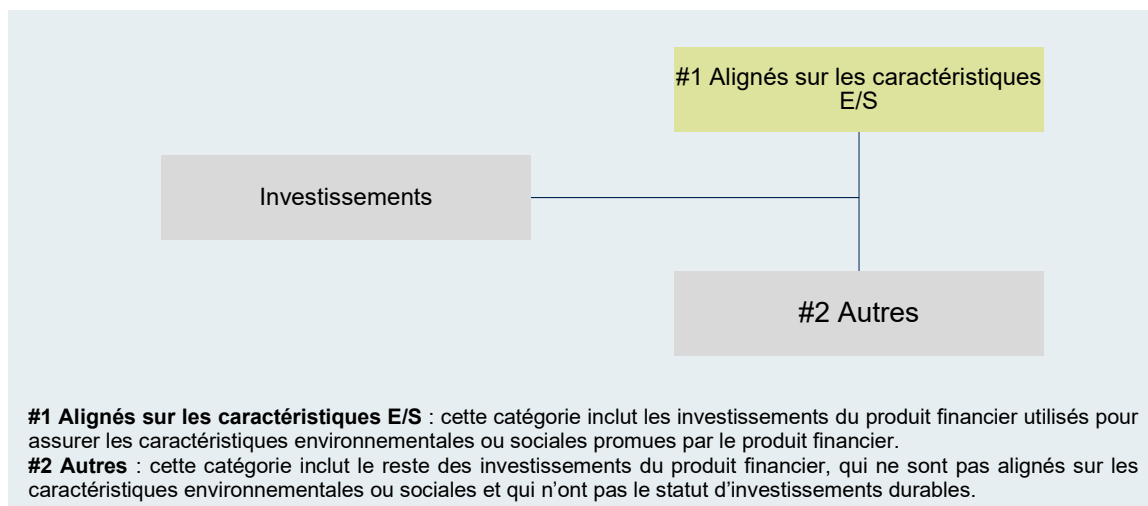 #1 Alignés sur les caractéristiques
E/S
Investissements
#2 Autres
#1 Alignés sur les caractéristiques E/S : cette catégorie inclut les investissements du produit financier utilisés pour
assurer les caractéristiques environnementales ou sociales promues par le produit financier.
#2 Autres : cette catégorie inclut le reste des investissements du produit financier, qui ne sont pas alignés sur les
caractéristiques environnementales ou sociales et qui n’ont pas le statut d’investissements durables.